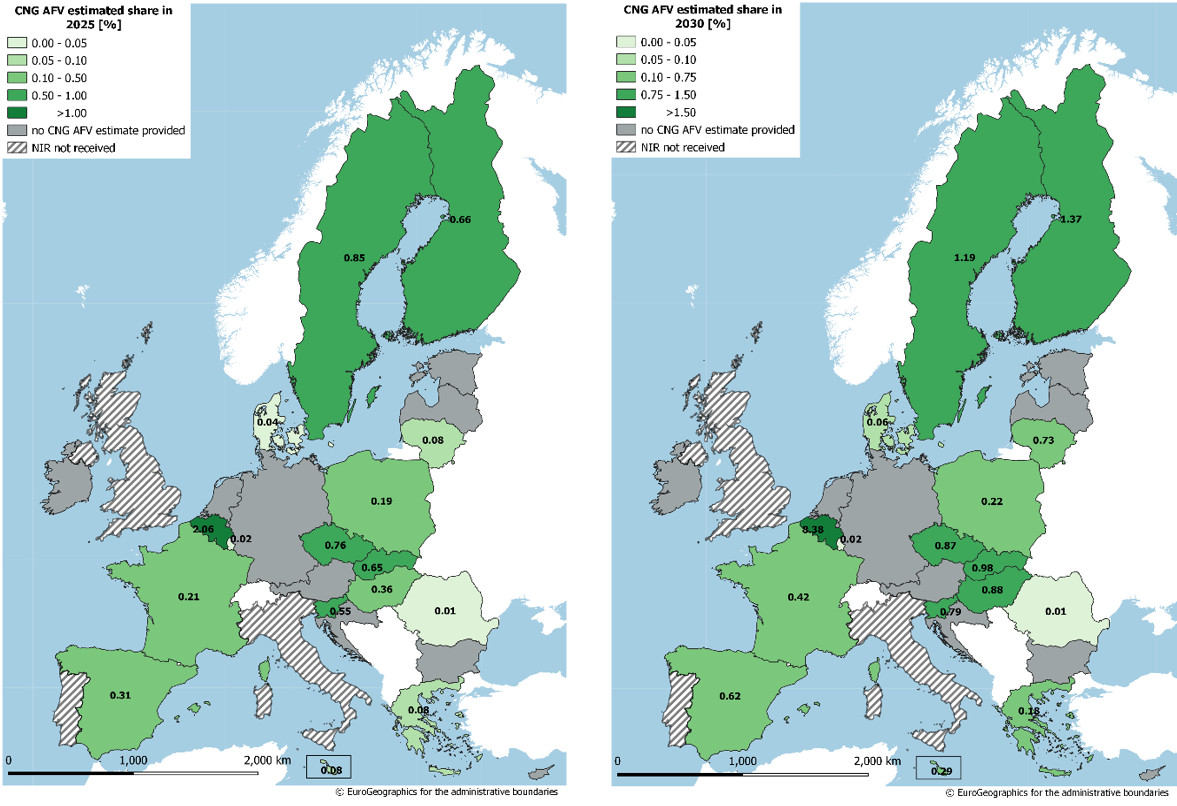 CNG AFV estimated share in
2025 [%]
0.00 - 0.05
0.05 - 0.10
0.10 - 0.50
0.50 - 1.00
>1.00
no CNG AFV estimate provided
NIR not received
0.66
0.85
0.04
0.08
0.19
2.06
0.02
0.76
0.65
0.36
0.21
0.55
0.01
0.31
0.08
0.08
0
1,000
2,000 km
© EuroGeographics for the administrative boundaries
CNG AFV estimated share in
2030 [%]
0.00 - 0.05
0.05 - 0.10
0.10 - 0.75
0.75 - 1.50
>1.50
no CNG AFV estimate provided
NIR not received
1.37
1.19
0.06
0.73
0.22
8.38
0.02
0.87
0.98
0.88
0.42
0.79
0.01
0.62
0.18
0.29
0
1,000
2,000 km
© EuroGeographics for the administrative boundaries